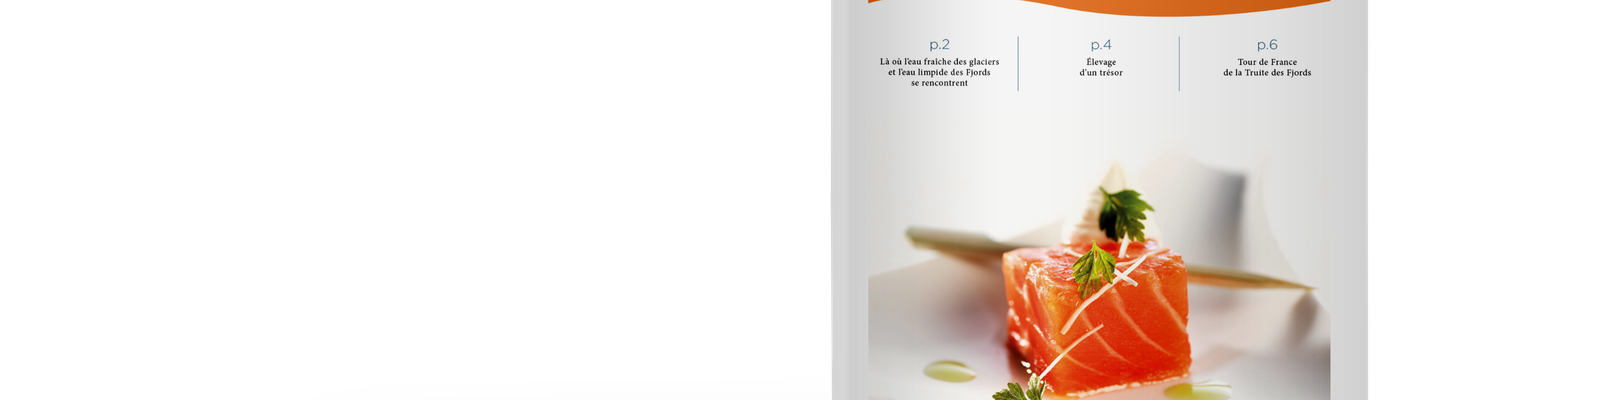 p.2
Là où l'eau fraîche des glaciers
et l'eau limpide des Fjords
se rencontrent
p.4
Élevage
d'un trésor
p.6
Tour de France
de la Truite des Fjords